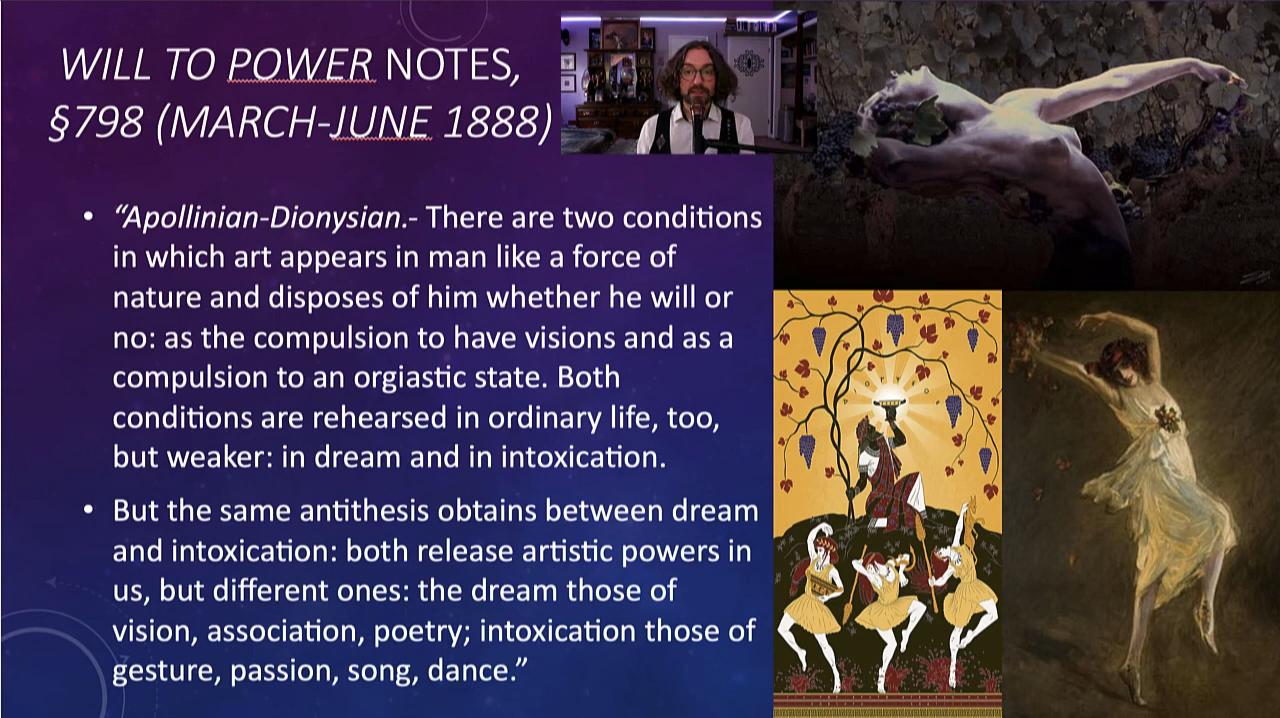 WILL TO POWER NOTES,
§798 (MARCH-JUNE 1888)
• “Apollinian-Dionysian.- There are two conditions
in which art appears in man like a force of
nature and disposes of him whether he will or
no: as the compulsion to have visions and as a
compulsion to an orgiastic state. Both
conditions are rehearsed in ordinary life, too,
but weaker: in dream and in intoxication.
• But the same antithesis obtains between dream
and intoxication: both release artistic powers in
us, but different ones: the dream those of
vision, association, poetry; intoxication those of
gesture, passion, song, dance.”